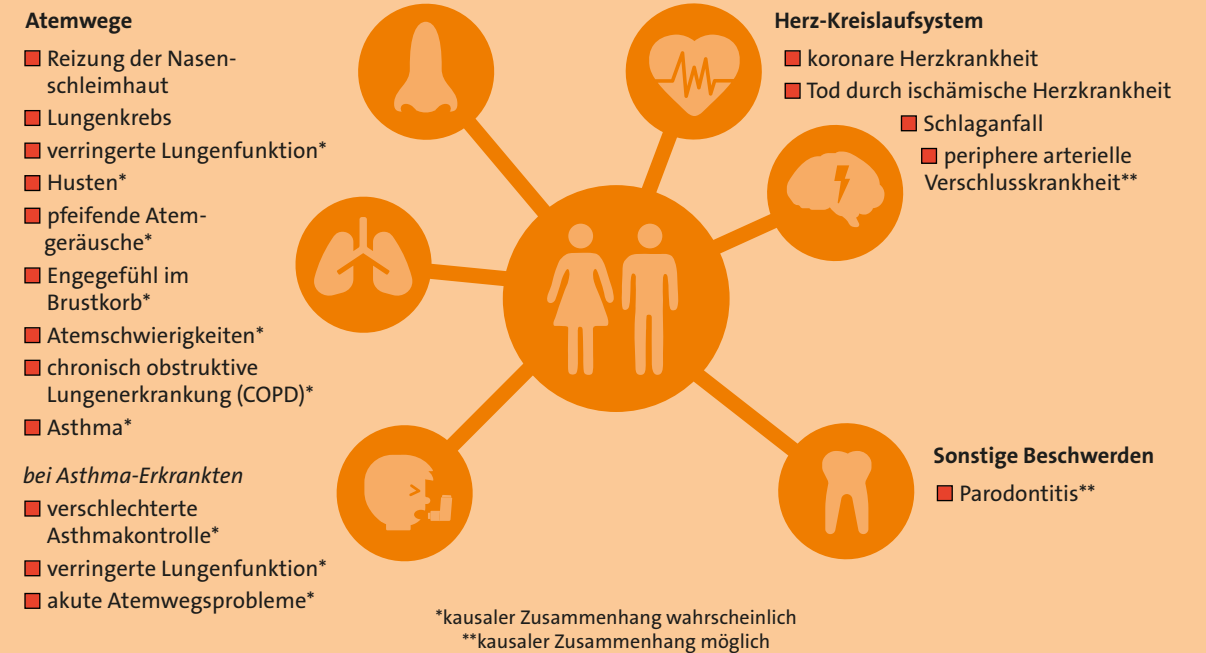 Atemwege
Reizung der Nasen-
schleimhaut
Lungenkrebs
verringerte Lungenfunktion*
Husten*
pfeifende Atem-
geräusche*
Engegefühl im
Brustkorb*
Atemschwierigkeiten*
chronisch obstruktive
Lungenerkrankung (COPD)*
Asthma*
bei Asthma-Erkrankten
verschlechterte
Asthmakontrolle*
verringerte Lungenfunktion*
akute Atemwegsprobleme*
Herz-Kreislaufsystem
koronare Herzkrankheit
Tod durch ischämische Herzkrankheit
Schlaganfall
periphere arterielle
Verschlusskrankheit**
Sonstige Beschwerden
Parodontitis**
*kausaler Zusammenhang wahrscheinlich
**kausaler Zusammenhang möglich